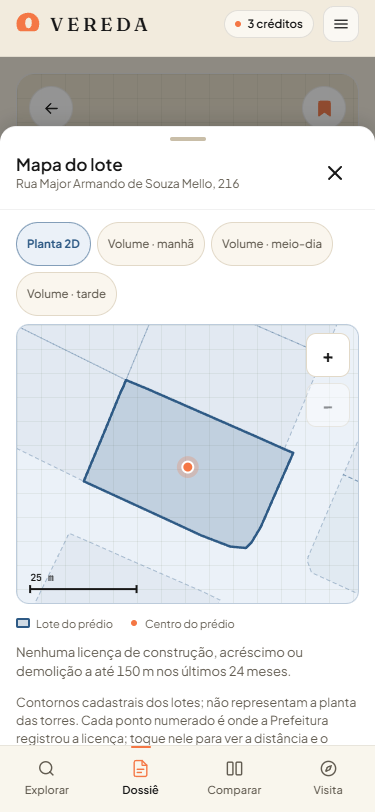 VEREDA
3 créditos
Mapa do lote
Rua Major Armando de Souza Mello, 216
Planta 2D
Volume · manhã
Volume · meio-dia
Volume · tarde
+
−
25 m
Lote do prédio
Centro do prédio
Nenhuma licença de construção, acréscimo ou
demolição a até 150 m nos últimos 24 meses.
Contornos cadastrais dos lotes; não representam a planta
das torres. Cada ponto numerado é onde a Prefeitura
registrou a licença; toque nele para ver a distância e o
Explorar
Dossiê
Comparar
Visita